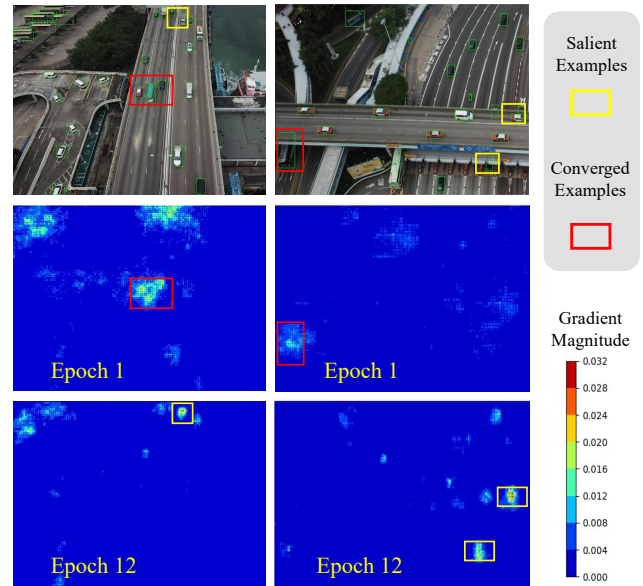 Salient
Examples
Converged
Examples
Epoch 1
Epoch 1
Gradient
Magnitude
0.032
0.028
0.024
0.020
0.016
0.012
0.008
0.004
0.000
Epoch 12
Epoch 12